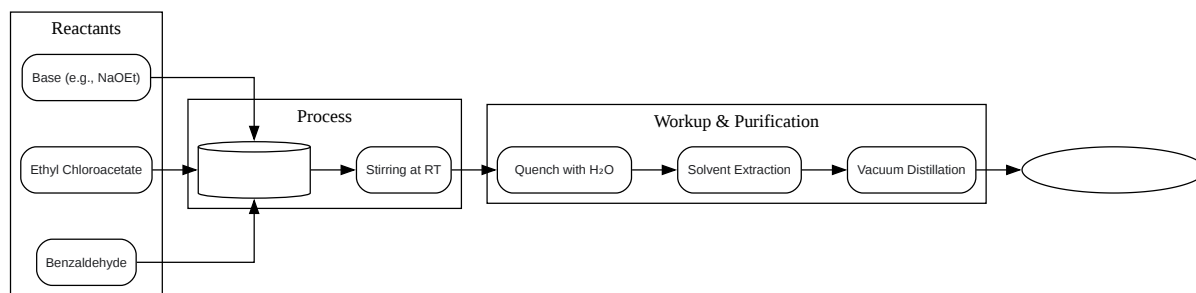 Reactants
Base (e.g., NaOEt)
Ethyl Chloroacetate
Benzaldehyde
Process
Stirring at RT
Workup & Purification
Quench with H₂O
Solvent Extraction
Vacuum Distillation